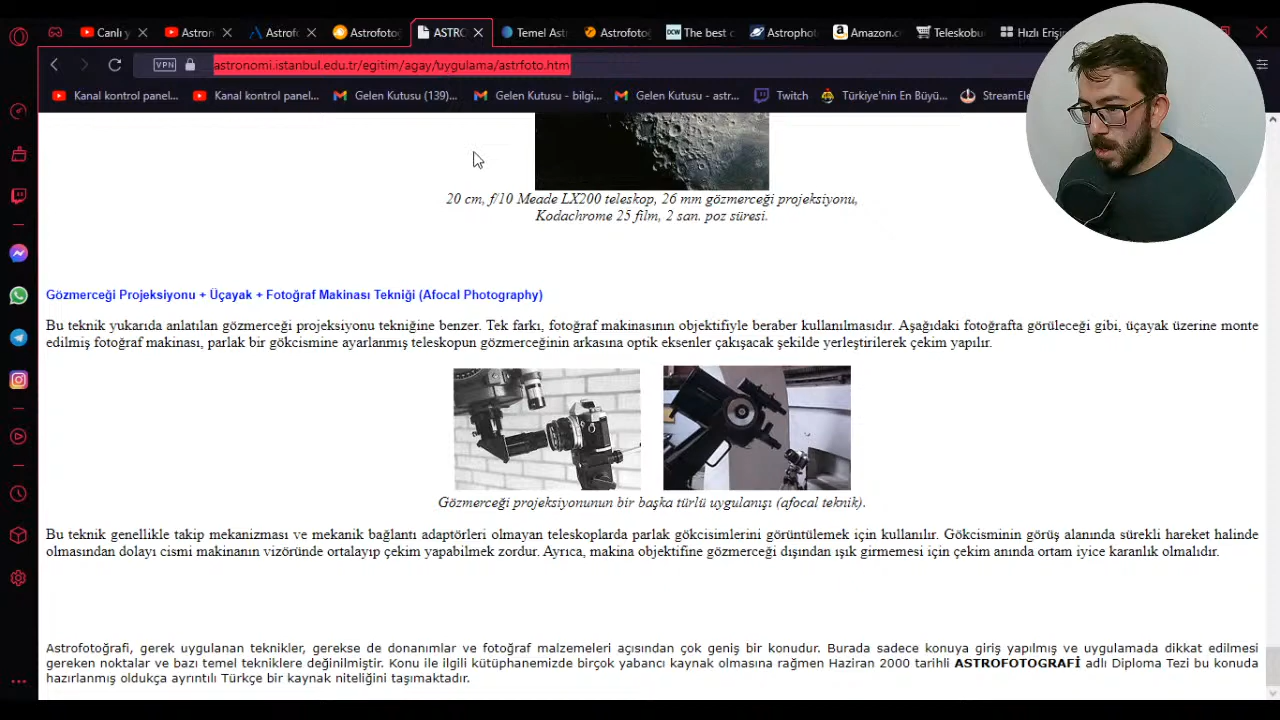 Canlı y
Astron
Astrofo
Astrofoto
ASTRO
Temel Ast
Astrofoto
DCW
The best c
Astrophot
Amazon.c
Teleskobu
Hızlı Erişi
VPN
astronomi.istanbul.edu.tr/egitim/agay/uygulama/astrfoto.htm
Kanal kontrol panel...
Kanal kontrol panel...
Gelen Kutusu (139)...
Gelen Kutusu - bilgi...
Gelen Kutusu - astr...
Twitch
Türkiye'nin En Büyü...
StreamEle
20 cm, f/10 Meade LX200 teleskop, 26 mm gözmerceği projeksiyonu,
Kodachrome 25 film, 2 san. poz süresi.
Gözmerceği Projeksiyonu + Üçayak + Fotoğraf Makinası Tekniği (Afocal Photography)
Bu teknik yukarıda anlatılan gözmerceği projeksiyonu tekniğine benzer. Tek farkı, fotoğraf makinasının objektifiyle beraber kullanılmasıdır. Aşağıdaki fotoğrafta görüleceği gibi, üçayak üzerine monte
edilmiş fotoğraf makinası, parlak bir gökcismine ayarlanmış teleskopun gözmerceğinin arkasına optik eksenler çakışacak şekilde yerleştirilerek çekim yapılır.
Gözmerceği projeksiyonunun bir başka türlü uygulanışı (afocal teknik).
Bu teknik genellikle takip mekanizması ve mekanik bağlantı adaptörleri olmayan teleskoplarda parlak gökcisimlerini görüntülemek için kullanılır. Gökcisminin görüş alanında sürekli hareket halinde
olmasından dolayı cismi makinanın vizöründe ortalayıp çekim yapabilmek zordur. Ayrıca, makina objektifine gözmerceği dışından ışık girmemesi için çekim anında ortam iyice karanlık olmalıdır.
Astrofotoğrafi, gerek uygulanan teknikler, gerekse de donanımlar ve fotoğraf malzemeleri açısından çok geniş bir konudur. Burada sadece konuya giriş yapılmış ve uygulamada dikkat edilmesi
gereken noktalar ve bazı temel tekniklere değinilmiştir. Konu ile ilgili kütüphanemizde birçok yabancı kaynak olmasına rağmen Haziran 2000 tarihli ASTROFOTOGRAFİ adlı Diploma Tezi bu konuda
hazırlanmış oldukça ayrıntılı Türkçe bir kaynak niteliğini taşımaktadır.